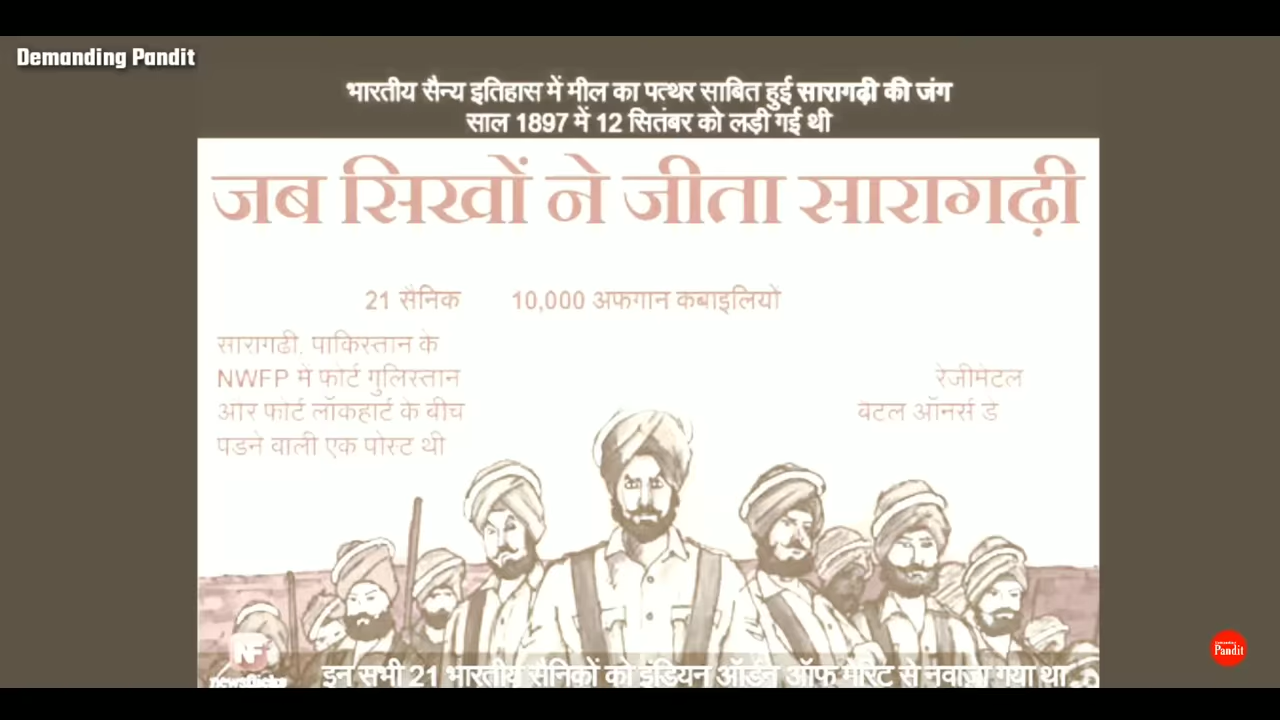 Demanding Pandit
भारतीय सैन्य इतिहास में मील का पत्थर साबित हुई सारागढ़ी की जंग
साल 1897 में 12 सितंबर को लड़ी गई थी
जब सिखों ने जीता सारागढ़ी
21 सैनिक 10,000 अफगान कबाइलियों
सारागढी. पाकिस्तान के
NWFP में फोर्ट गुलिस्तान
और फोर्ट लॉकहार्ट के बीच
पडने वाली एक पोस्ट थी
रेजीमेंटल
बेटल ऑनर्स डे
NF
इन सभी 21 भारतीय सैनिकों को इंडियन ऑर्डर ऑफ मेरिट से नवाज़ा गया था
Pandit